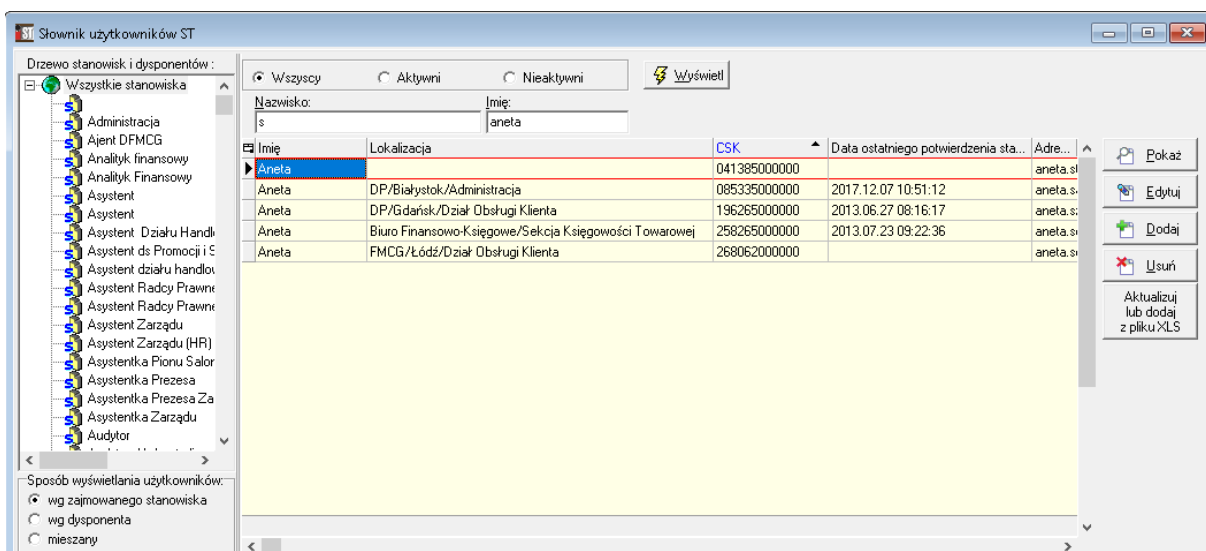 Słownik użytkowników ST
Drzewo stanowisk i dysponentów :
Wszystkie stanowiska
Administracja
Ajent DFMCG
Analityk finansowy
Analityk Finansowy
Asystent
Asystent
Asystent Działu Handl
Asystent ds Promocji i S
Asystent działu handlow
Asystent Radcy Prawne
Asystent Radcy Prawne
Asystent Zarządu
Asystent Zarządu (HR)
Asystentka Pionu Salor
Asystentka Prezesa
Asystentka Prezesa Za
Asystentka Zarządu
Audytor
Sposób wyświetlania użytkowników:
wg zajmowanego stanowiska
wg dysponenta
mieszany
Wszyscy Aktywni Nieaktywni Wyświetl
Nazwisko: Imię:
s aneta
Imię Lokalizacja CSK Data ostatniego potwierdzenia sta... Adre...
Aneta 041385000000 aneta.st
Aneta DP/Białystok/Administracja 085335000000 2017.12.07 10:51:12 aneta.s
Aneta DP/Gdańsk/Dział Obsługi Klienta 196265000000 2013.06.27 08:16:17 aneta.s
Aneta Biuro Finansowo-Księgowe/Sekcja Księgowości Towarowej 258265000000 2013.07.23 09:22:36 aneta.s
Aneta FMCG/Łódź/Dział Obsługi Klienta 268062000000 aneta.s
Pokaż
Edytuj
Dodaj
Usuń
Aktualizuj
lub dodaj
z pliku XLS